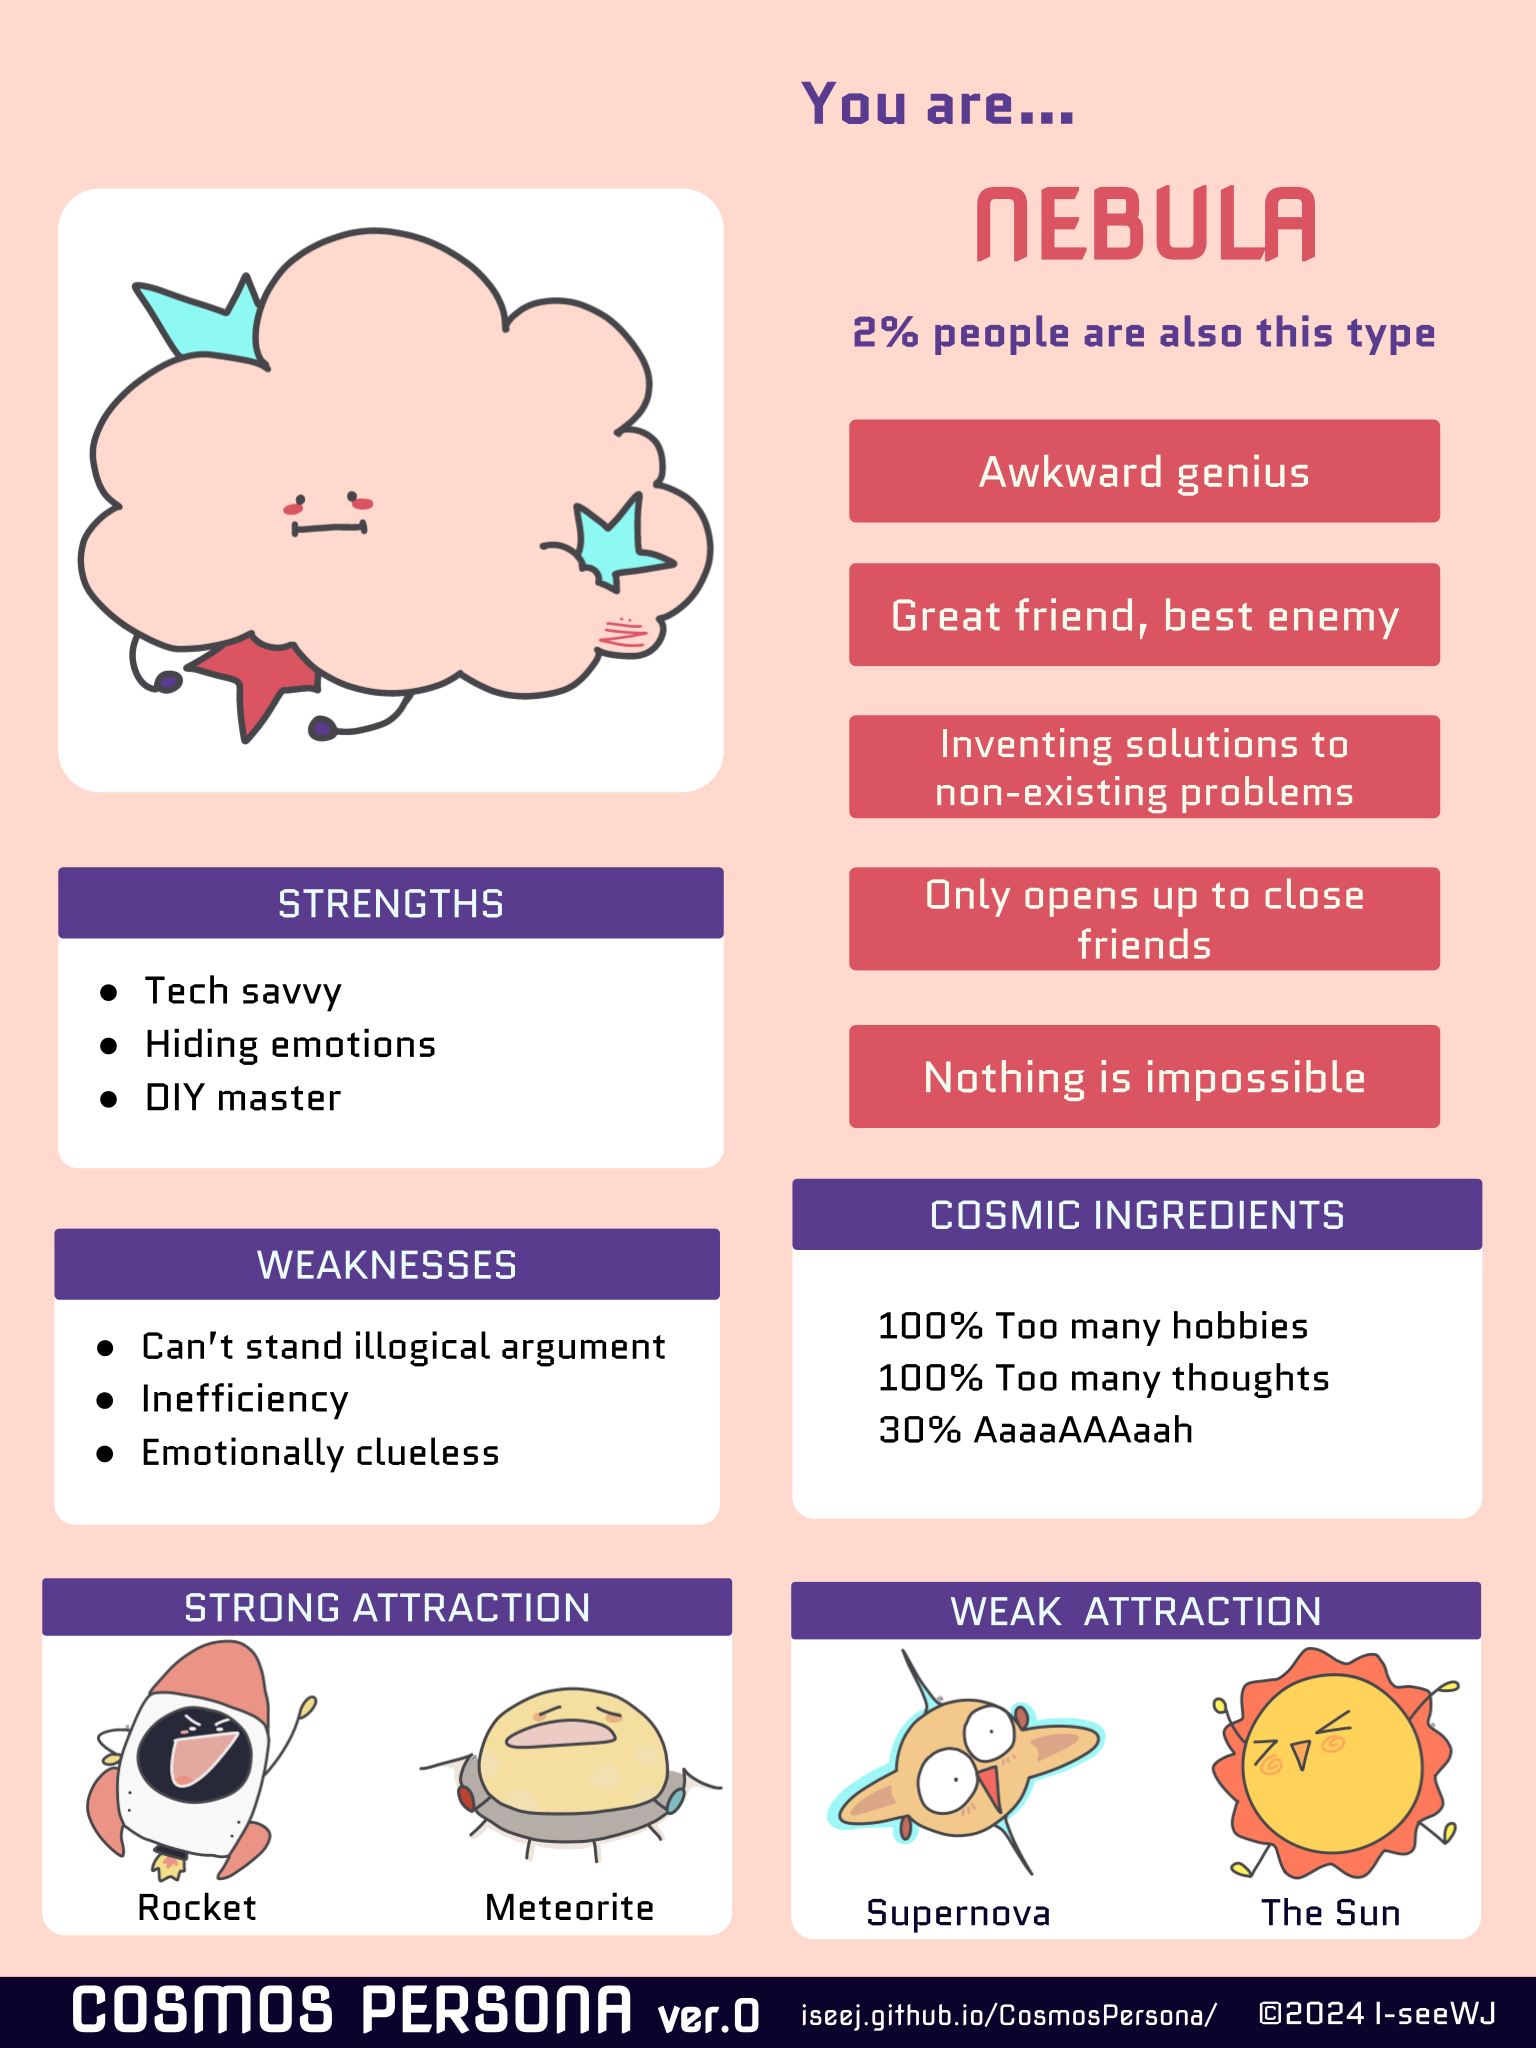 You are...
NEBULA
2% people are also this type
Awkward genius
Great friend, best enemy
Inventing solutions to
non-existing problems
Only opens up to close
friends
Nothing is impossible
STRENGTHS
● Tech savvy
● Hiding emotions
● DIY master
WEAKNESSES
● Can't stand illogical argument
● Inefficiency
● Emotionally clueless
COSMIC INGREDIENTS
100% Too many hobbies
100% Too many thoughts
30% AaaaAAAaah
STRONG ATTRACTION
Rocket
Meteorite
WEAK ATTRACTION
Supernova
The Sun
COSMOS PERSONA ver.0
iseej.github.io/CosmosPersona/
©2024 I-seeWJ